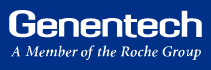 Genentech
A Member of the Roche Group